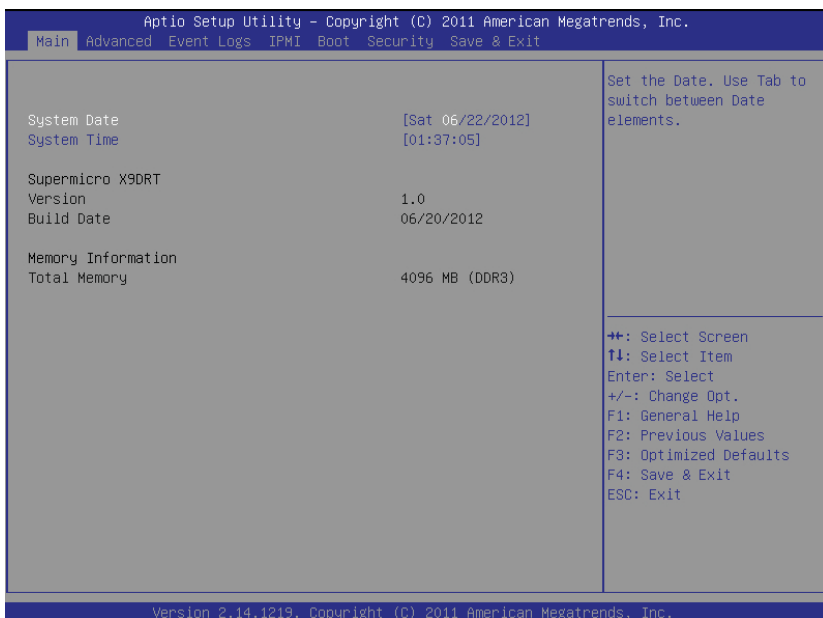 Aptio Setup Utility – Copyright (C) 2011 American Megatrends, Inc.
Main Advanced Event Logs IPMI Boot Security Save & Exit
System Date [Sat 06/22/2012]
System Time [01:37:05]
Supermicro X9DRT
Version 1.0
Build Date 06/20/2012
Memory Information
Total Memory 4096 MB (DDR3)
Set the Date. Use Tab to
switch between Date
elements.
→←: Select Screen
↑↓: Select Item
Enter: Select
+/-: Change Opt.
F1: General Help
F2: Previous Values
F3: Optimized Defaults
F4: Save & Exit
ESC: Exit
Version 2.14.1219. Copyright (C) 2011 American Megatrends, Inc.